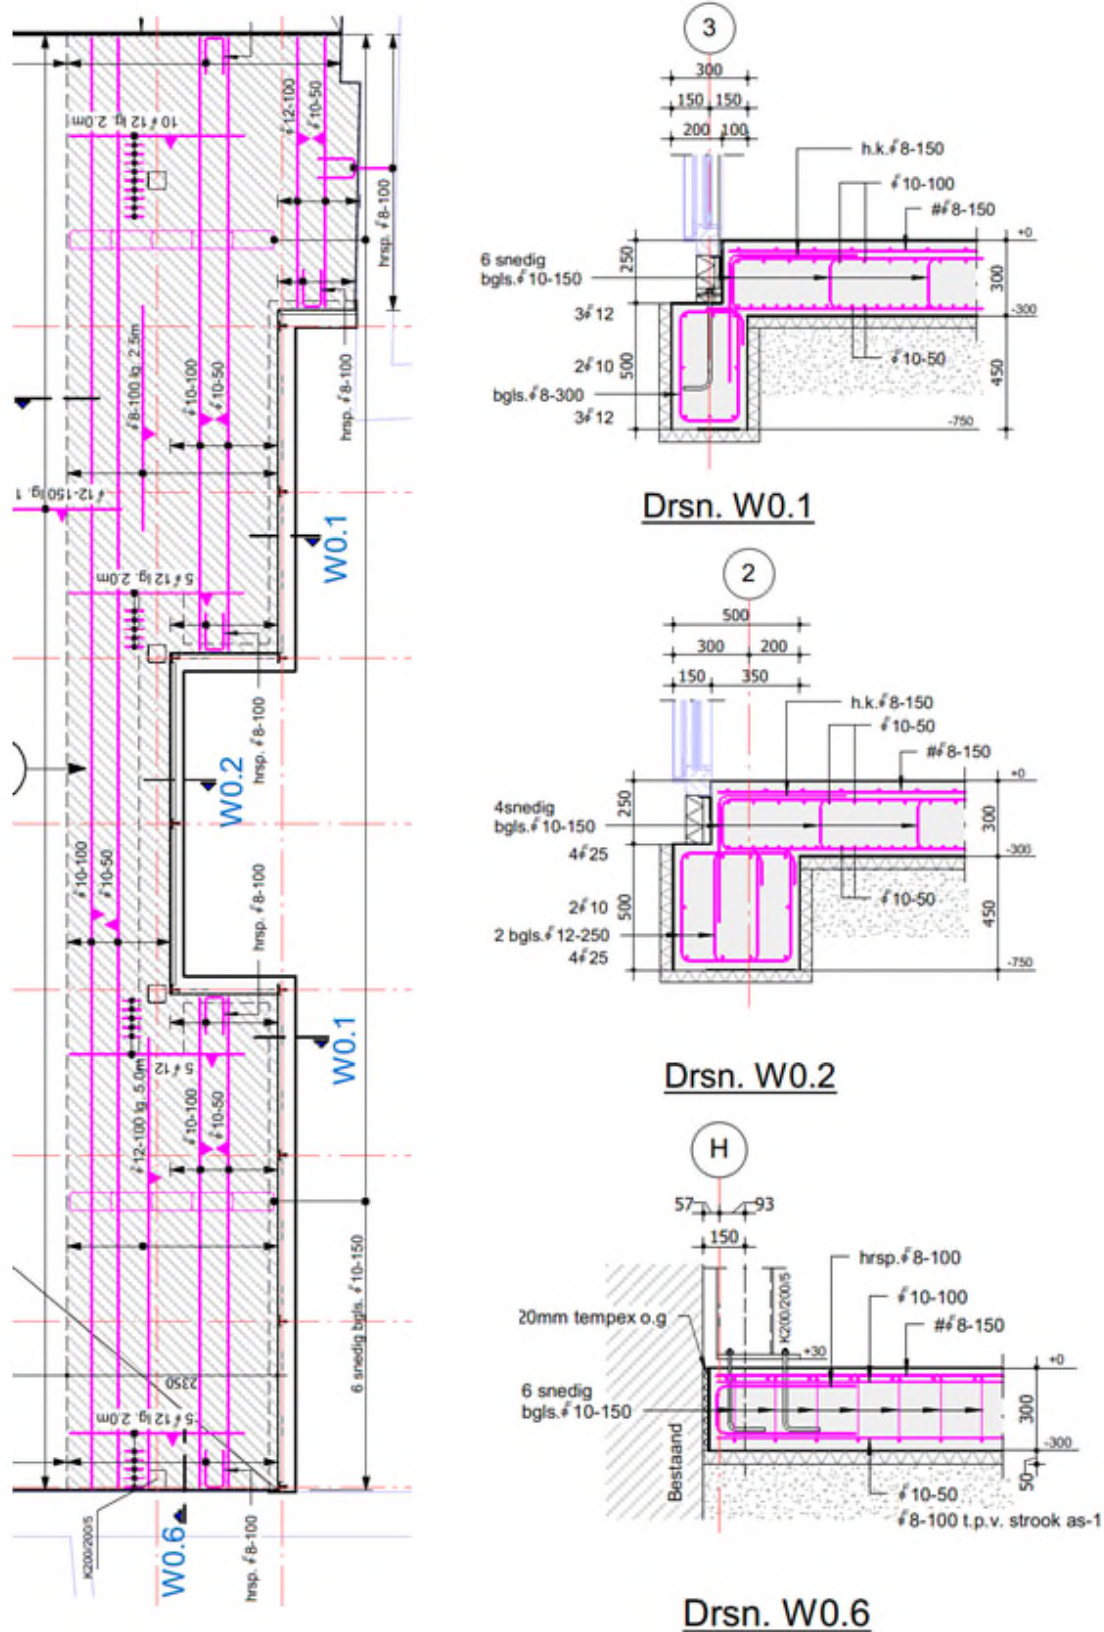 10 ⌀12 lg. 2.0m
⌀12-100
⌀10-50
hrsp. ⌀8-100
hrsp. ⌀8-100
⌀8-100 lg. 2.5m
⌀10-100
⌀10-50
⌀12-150 lg. 1
W0.1
5 ⌀12 lg. 2.0m
hrsp. ⌀8-100
W0.2
⌀10-100
⌀10-50
hrsp. ⌀8-100
W0.1
5 ⌀12
⌀12-100 lg. 5.0m
⌀10-100
⌀10-50
6 snedig bgls. ⌀10-150
2350
5 ⌀12 lg. 2.0m
K200/200/5
W0.6
hrsp. ⌀8-100
3
300
150 150
200 100
h.k.⌀8-150
⌀10-100
#⌀8-150
+0
250
6 snedig
bgls.⌀10-150
300
-300
3⌀12
500
2⌀10
⌀10-50
450
bgls.⌀8-300
3⌀12
-750
Drsn. W0.1
2
500
300 200
150 350
h.k.⌀8-150
⌀10-50
#⌀8-150
+0
250
4snedig
bgls.⌀10-150
300
4⌀25
-300
500
2⌀10
⌀10-50
450
2 bgls.⌀12-250
4⌀25
-750
Drsn. W0.2
H
57 93
150
hrsp.⌀8-100
⌀10-100
K200/200/5
20mm tempex o.g
#⌀8-150
+30
+0
6 snedig
bgls.⌀10-150
300
-300
Bestaand
50
⌀10-50
⌀8-100 t.p.v. strook as-1
Drsn. W0.6